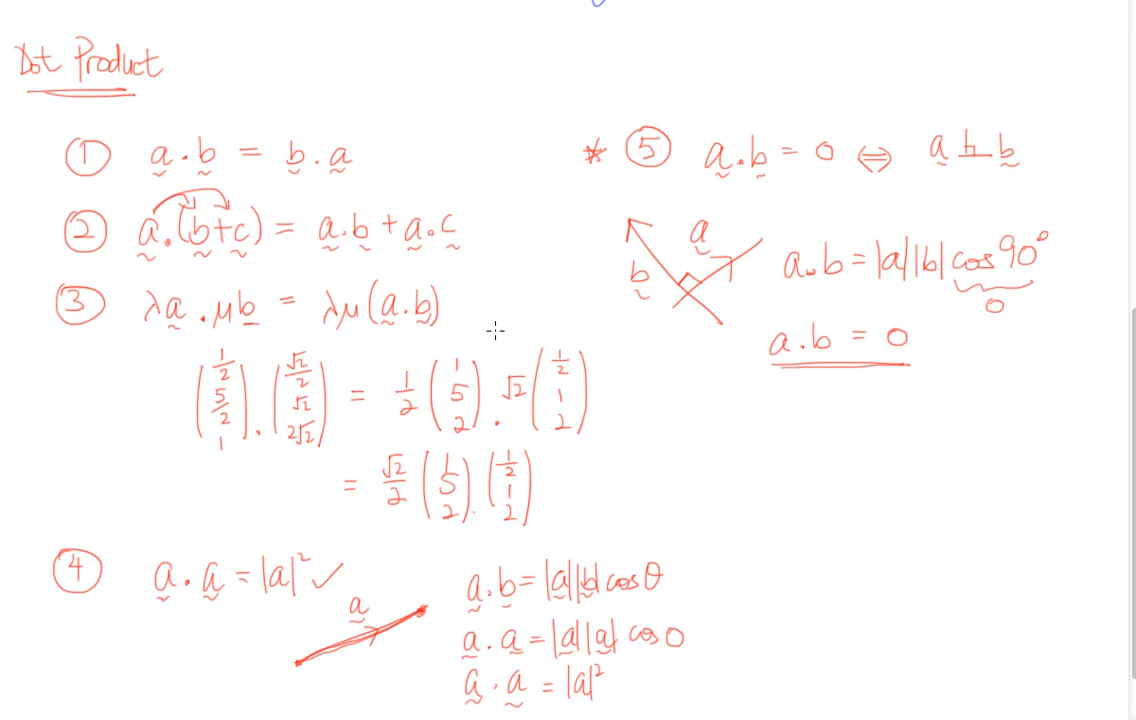 Dot Product
① a . b = b . a
② a . (b + c) = a . b + a . c
③ λa . μb = λμ(a . b)
(1/2, 5/2, 1) . (√2/2, √2, 2√2) = 1/2 (1, 5, 2) . √2 (1/2, 1, 2)
= √2/2 (1, 5, 2) . (1/2, 1, 2)
④ a . a = |a|² ✓
a
a . b = |a||b| cos θ
a . a = |a||a| cos 0
a . a = |a|²
* ⑤ a . b = 0 ⇔ a ⊥ b
a
b
a . b = |a||b| cos 90°
0
a . b = 0